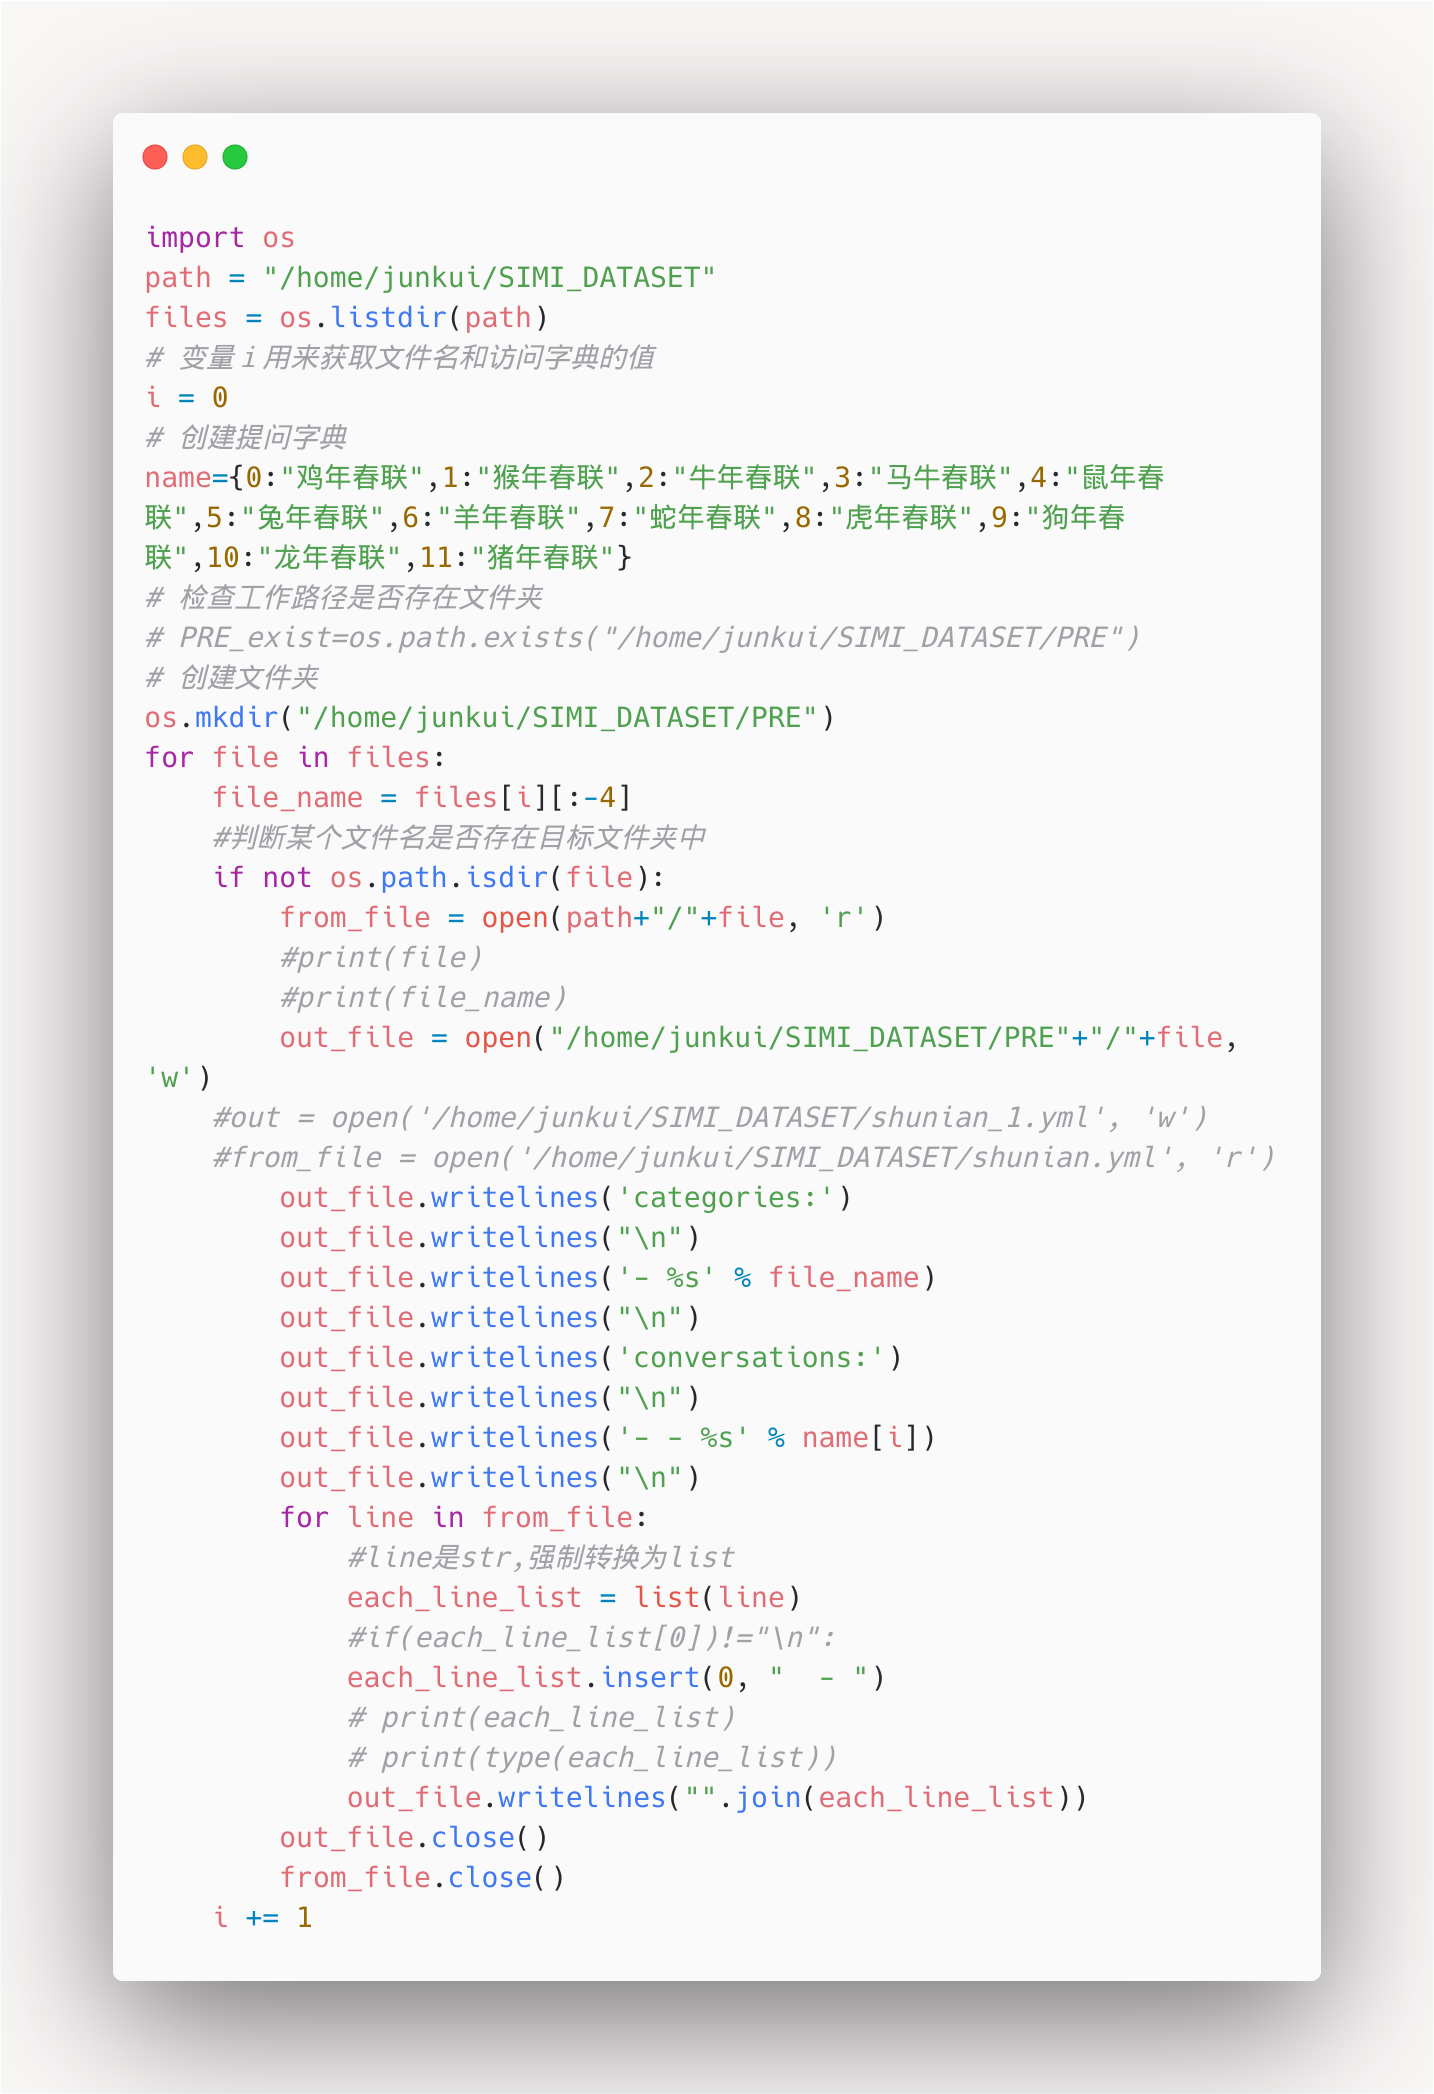 import os
path = "/home/junkui/SIMI_DATASET"
files = os.listdir(path)
# 变量 i 用来获取文件名和访问字典的值
i = 0
# 创建提问字典
name={0:"鸡年春联",1:"猴年春联",2:"牛年春联",3:"马牛春联",4:"鼠年春
联",5:"兔年春联",6:"羊年春联",7:"蛇年春联",8:"虎年春联",9:"狗年春
联",10:"龙年春联",11:"猪年春联"}
# 检查工作路径是否存在文件夹
# PRE_exist=os.path.exists("/home/junkui/SIMI_DATASET/PRE")
# 创建文件夹
os.mkdir("/home/junkui/SIMI_DATASET/PRE")
for file in files:
    file_name = files[i][:-4]
    #判断某个文件名是否存在目标文件夹中
    if not os.path.isdir(file):
        from_file = open(path+"/"+file, 'r')
        #print(file)
        #print(file_name)
        out_file = open("/home/junkui/SIMI_DATASET/PRE"+"/"+file,
'w')
    #out = open('/home/junkui/SIMI_DATASET/shunian_1.yml', 'w')
    #from_file = open('/home/junkui/SIMI_DATASET/shunian.yml', 'r')
        out_file.writelines('categories:')
        out_file.writelines("\n")
        out_file.writelines('- %s' % file_name)
        out_file.writelines("\n")
        out_file.writelines('conversations:')
        out_file.writelines("\n")
        out_file.writelines('- - %s' % name[i])
        out_file.writelines("\n")
        for line in from_file:
            #line是str,强制转换为list
            each_line_list = list(line)
            #if(each_line_list[0])!="\n":
            each_line_list.insert(0, "  - ")
            # print(each_line_list)
            # print(type(each_line_list))
            out_file.writelines("".join(each_line_list))
        out_file.close()
        from_file.close()
    i += 1